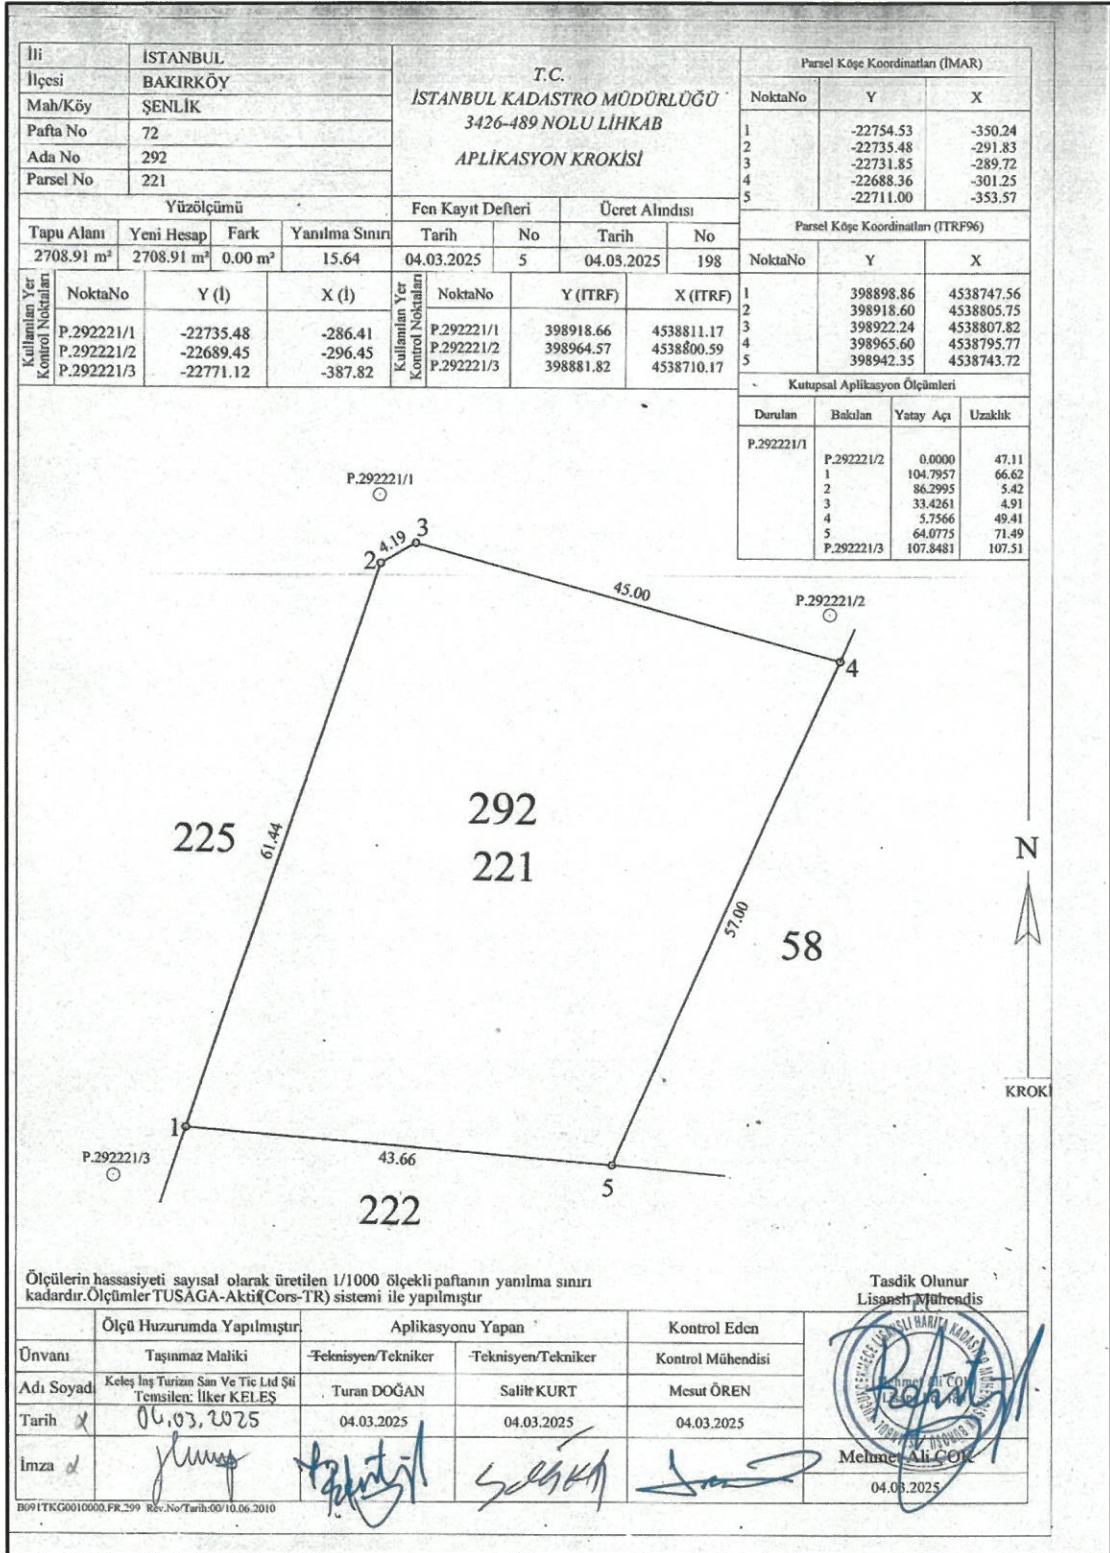 İli İSTANBUL
İlçesi BAKIRKÖY
Mah/Köy ŞENLİK
Pafta No 72
Ada No 292
Parsel No 221
T.C.
İSTANBUL KADASTRO MÜDÜRLÜĞÜ
3426-489 NOLU LİHKAB
APLİKASYON KROKİSİ
Parsel Köşe Koordinatları (İMAR)
NoktaNo Y X
1 -22754.53 -350.24
2 -22735.48 -291.83
3 -22731.85 -289.72
4 -22688.36 -301.25
5 -22711.00 -353.57
Yüzölçümü
Tapu Alanı Yeni Hesap Fark Yanılma Sınırı
2708.91 m² 2708.91 m² 0.00 m² 15.64
Fen Kayıt Defteri Ücret Alındısı
Tarih No Tarih No
04.03.2025 5 04.03.2025 198
Parsel Köşe Koordinatları (ITRF96)
NoktaNo Y X
1 398898.86 4538747.56
2 398918.60 4538805.75
3 398922.24 4538807.82
4 398965.60 4538795.77
5 398942.35 4538743.72
Kullanılan Yer
Kontrol Noktaları
NoktaNo Y (İ) X (İ)
P.292221/1 -22735.48 -286.41
P.292221/2 -22689.45 -296.45
P.292221/3 -22771.12 -387.82
Kullanılan Yer
Kontrol Noktaları
NoktaNo Y (ITRF) X (ITRF)
P.292221/1 398918.66 4538811.17
P.292221/2 398964.57 4538800.59
P.292221/3 398881.82 4538710.17
Kutupsal Aplikasyon Ölçümleri
Durulan Bakılan Yatay Açı Uzaklık
P.292221/1
P.292221/2 0.0000 47.11
1 104.7957 66.62
2 86.2995 5.42
3 33.4261 4.91
4 5.7566 49.41
5 64.0775 71.49
P.292221/3 107.8481 107.51
P.292221/1
2 4.19 3
45.00
P.292221/2
4
225
61.44
292
221
57.00
58
N
KROKİ
1
P.292221/3
43.66
5
222
Ölçülerin hassasiyeti sayısal olarak üretilen 1/1000 ölçekli paftanın yanılma sınırı
kadardır.Ölçümler TUSAGA-Aktif(Cors-TR) sistemi ile yapılmıştır
Tasdik Olunur
Lisanslı Mühendis
Ölçü Huzurumda Yapılmıştır. Aplikasyonu Yapan Kontrol Eden
Ünvanı Taşınmaz Maliki Teknisyen/Tekniker Teknisyen/Tekniker Kontrol Mühendisi
Adı Soyadı Keleş İnş Turizm San Ve Tic Ltd Şti
Temsilen: İlker KELEŞ Turan DOĞAN Salih KURT Mesut ÖREN
Tarih 04.03.2025 04.03.2025 04.03.2025 04.03.2025
İmza
Mehmet Ali ÇOK
04.03.2025
B091TKG0010000.FR.299 Rev.No/Tarih:00/10.06.2010